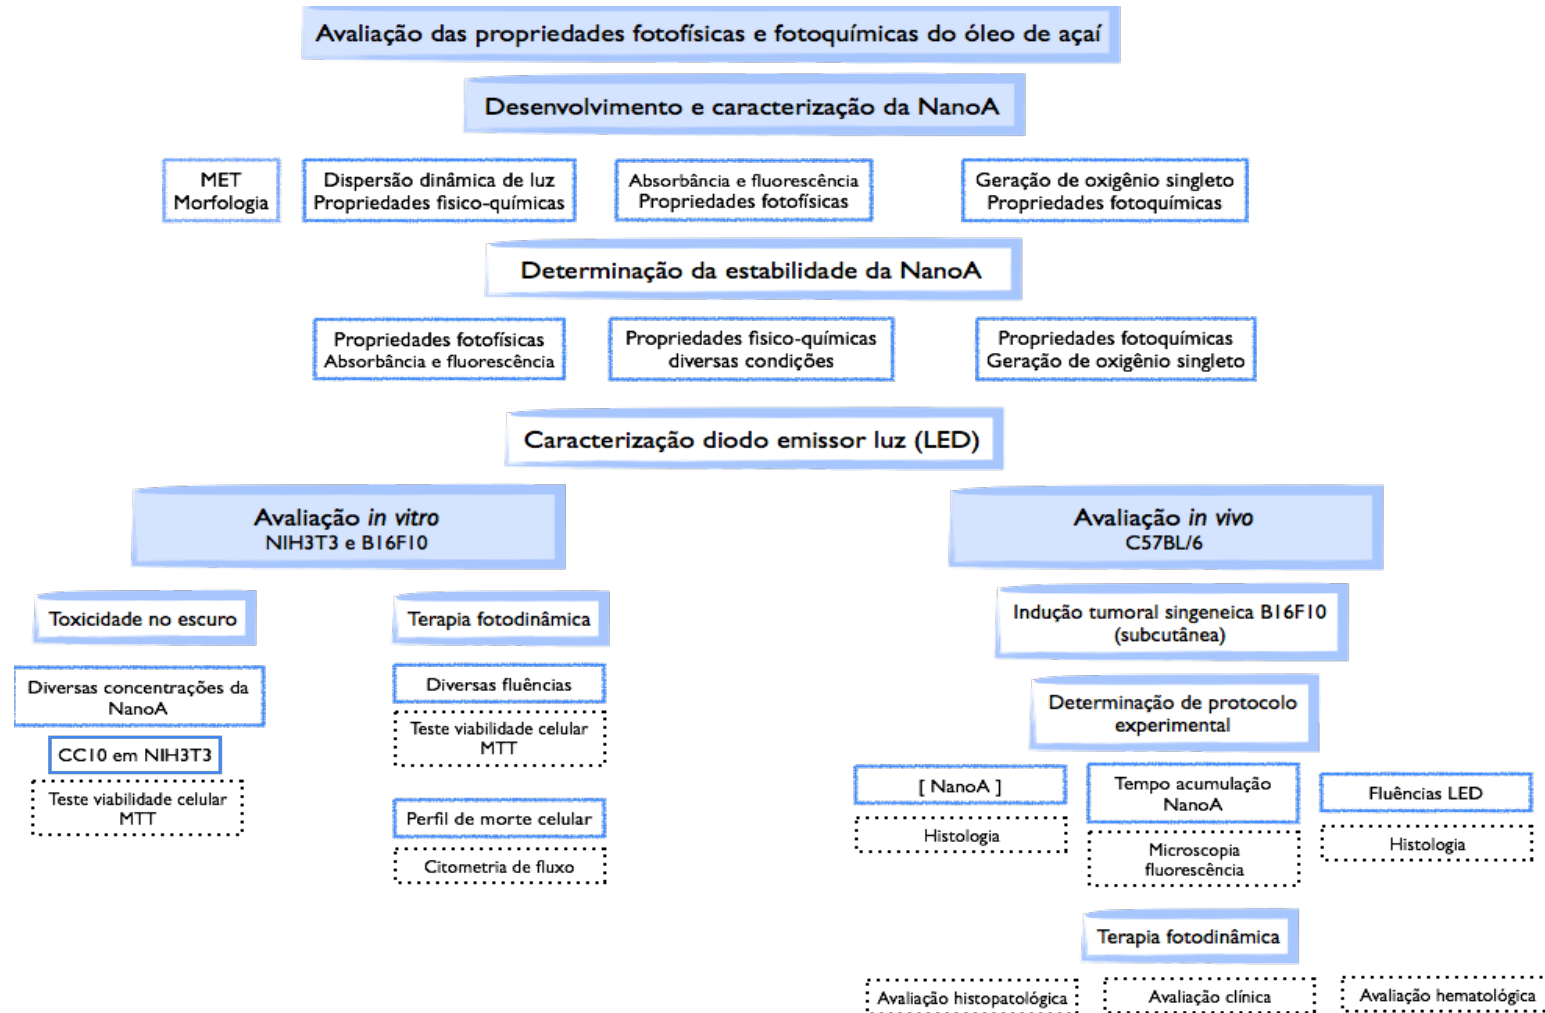 Avaliação das propriedades fotofísicas e fotoquímicas do óleo de açaí
Desenvolvimento e caracterização da NanoA
MET
Morfologia
Dispersão dinâmica de luz
Propriedades fisico-químicas
Absorbância e fluorescência
Propriedades fotofísicas
Geração de oxigênio singleto
Propriedades fotoquímicas
Determinação da estabilidade da NanoA
Propriedades fotofísicas
Absorbância e fluorescência
Propriedades fisico-químicas
diversas condições
Propriedades fotoquímicas
Geração de oxigênio singleto
Caracterização diodo emissor luz (LED)
Avaliação in vitro
NIH3T3 e B16F10
Toxicidade no escuro
Diversas concentrações da
NanoA
CC10 em NIH3T3
Teste viabilidade celular
MTT
Terapia fotodinâmica
Diversas fluências
Teste viabilidade celular
MTT
Perfil de morte celular
Citometria de fluxo
Avaliação in vivo
C57BL/6
Indução tumoral singeneica B16F10
(subcutânea)
Determinação de protocolo
experimental
[ NanoA ]
Histologia
Tempo acumulação
NanoA
Microscopia
fluorescência
Fluências LED
Histologia
Terapia fotodinâmica
Avaliação histopatológica
Avaliação clínica
Avaliação hematológica